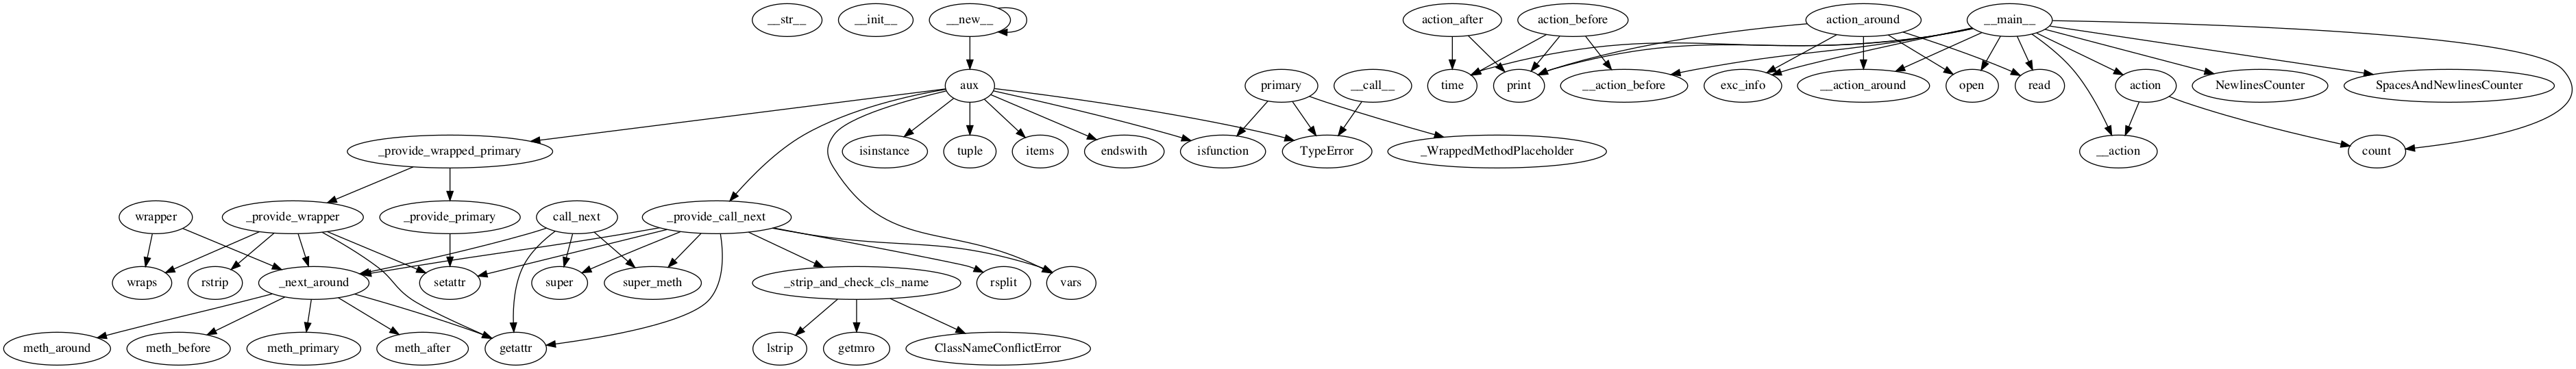 __str__
__init__
__new__
action_after
action_before
action_around
__main__
aux
primary
__call__
time
print
__action_before
exc_info
__action_around
open
read
action
NewlinesCounter
SpacesAndNewlinesCounter
_provide_wrapped_primary
isinstance
tuple
items
endswith
isfunction
TypeError
_WrappedMethodPlaceholder
__action
count
wrapper
_provide_wrapper
_provide_primary
call_next
_provide_call_next
wraps
rstrip
_next_around
setattr
super
super_meth
_strip_and_check_cls_name
rsplit
vars
meth_around
meth_before
meth_primary
meth_after
getattr
lstrip
getmro
ClassNameConflictError